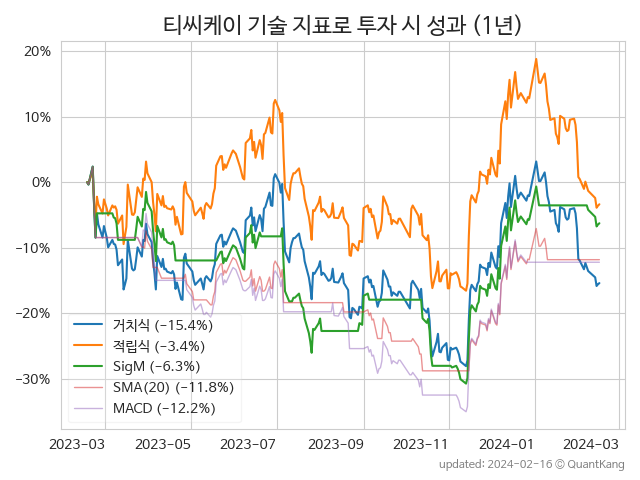 티씨케이 기술 지표로 투자 시 성과 (1년)
20%
10%
0%
−10%
−20%
−30%
거치식 (−15.4%)
적립식 (−3.4%)
SigM (−6.3%)
SMA(20) (−11.8%)
MACD (−12.2%)
2023-03 2023-05 2023-07 2023-09 2023-11 2024-01 2024-03
updated: 2024-02-16 © QuantKang